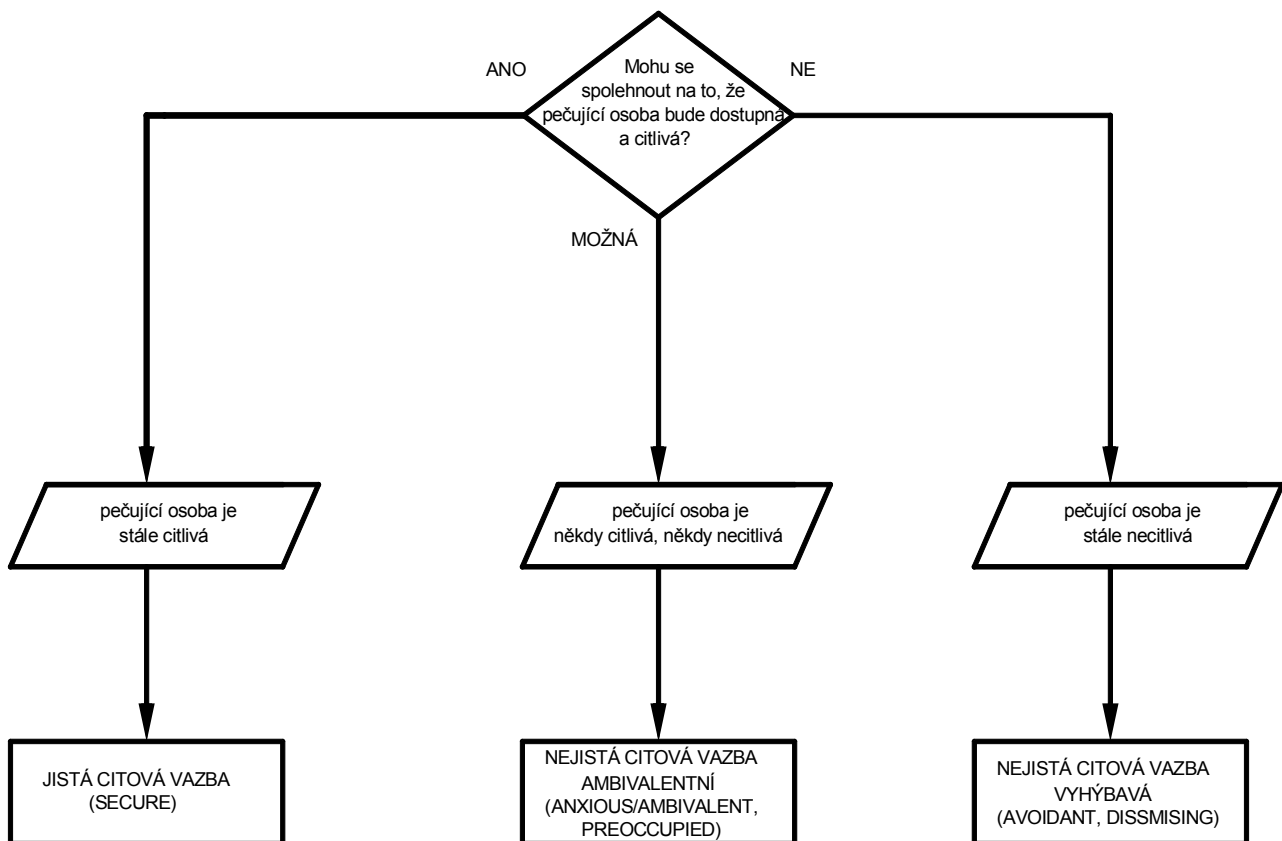 ANO
Mohu se
spolehnout na to, že
pečující osoba bude dostupná
a citlivá?
NE
MOŽNÁ
pečující osoba je
stále citlivá
pečující osoba je
někdy citlivá, někdy necitlivá
pečující osoba je
stále necitlivá
JISTÁ CITOVÁ VAZBA
(SECURE)
NEJISTÁ CITOVÁ VAZBA
AMBIVALENTNÍ
(ANXIOUS/AMBIVALENT,
PREOCCUPIED)
NEJISTÁ CITOVÁ VAZBA
VYHÝBAVÁ
(AVOIDANT, DISSMISING)